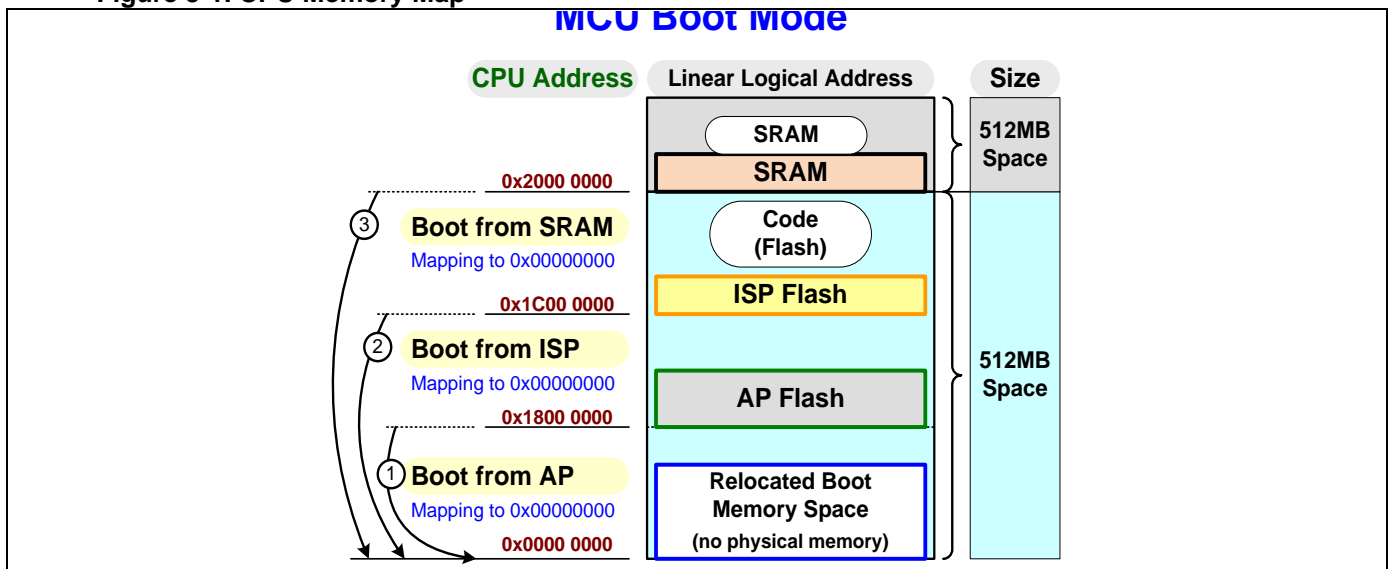 MCU Boot Mode
CPU Address
Linear Logical Address
Size
SRAM
512MB
Space
SRAM
0x2000 0000
3
Boot from SRAM
Mapping to 0x00000000
Code
(Flash)
ISP Flash
0x1C00 0000
2
Boot from ISP
Mapping to 0x00000000
512MB
Space
AP Flash
0x1800 0000
1
Boot from AP
Mapping to 0x00000000
Relocated Boot
Memory Space
(no physical memory)
0x0000 0000